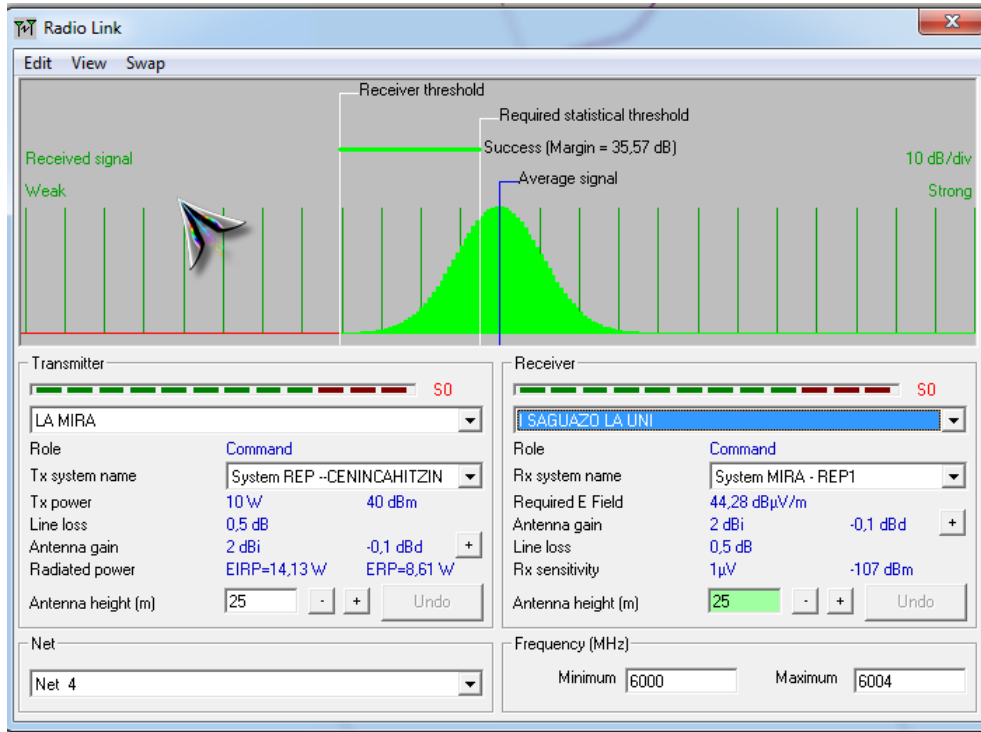 Radio Link
Edit View Swap
Receiver threshold
Required statistical threshold
Success (Margin = 35,57 dB)
Received signal
10 dB/div
Average signal
Weak
Strong
Transmitter
S0
LA MIRA
Role Command
Tx system name System REP --CENINCAHITZIN
Tx power 10 W 40 dBm
Line loss 0,5 dB
Antenna gain 2 dBi -0,1 dBd +
Radiated power EIRP=14,13 W ERP=8,61 W
Antenna height (m) 25 - + Undo
Receiver
S0
SAGUAZO LA UNI
Role Command
Rx system name System MIRA - REP1
Required E Field 44,28 dBµV/m
Antenna gain 2 dBi -0,1 dBd +
Line loss 0,5 dB
Rx sensitivity 1µV -107 dBm
Antenna height (m) 25 - + Undo
Net
Net 4
Frequency (MHz)
Minimum 6000 Maximum 6004